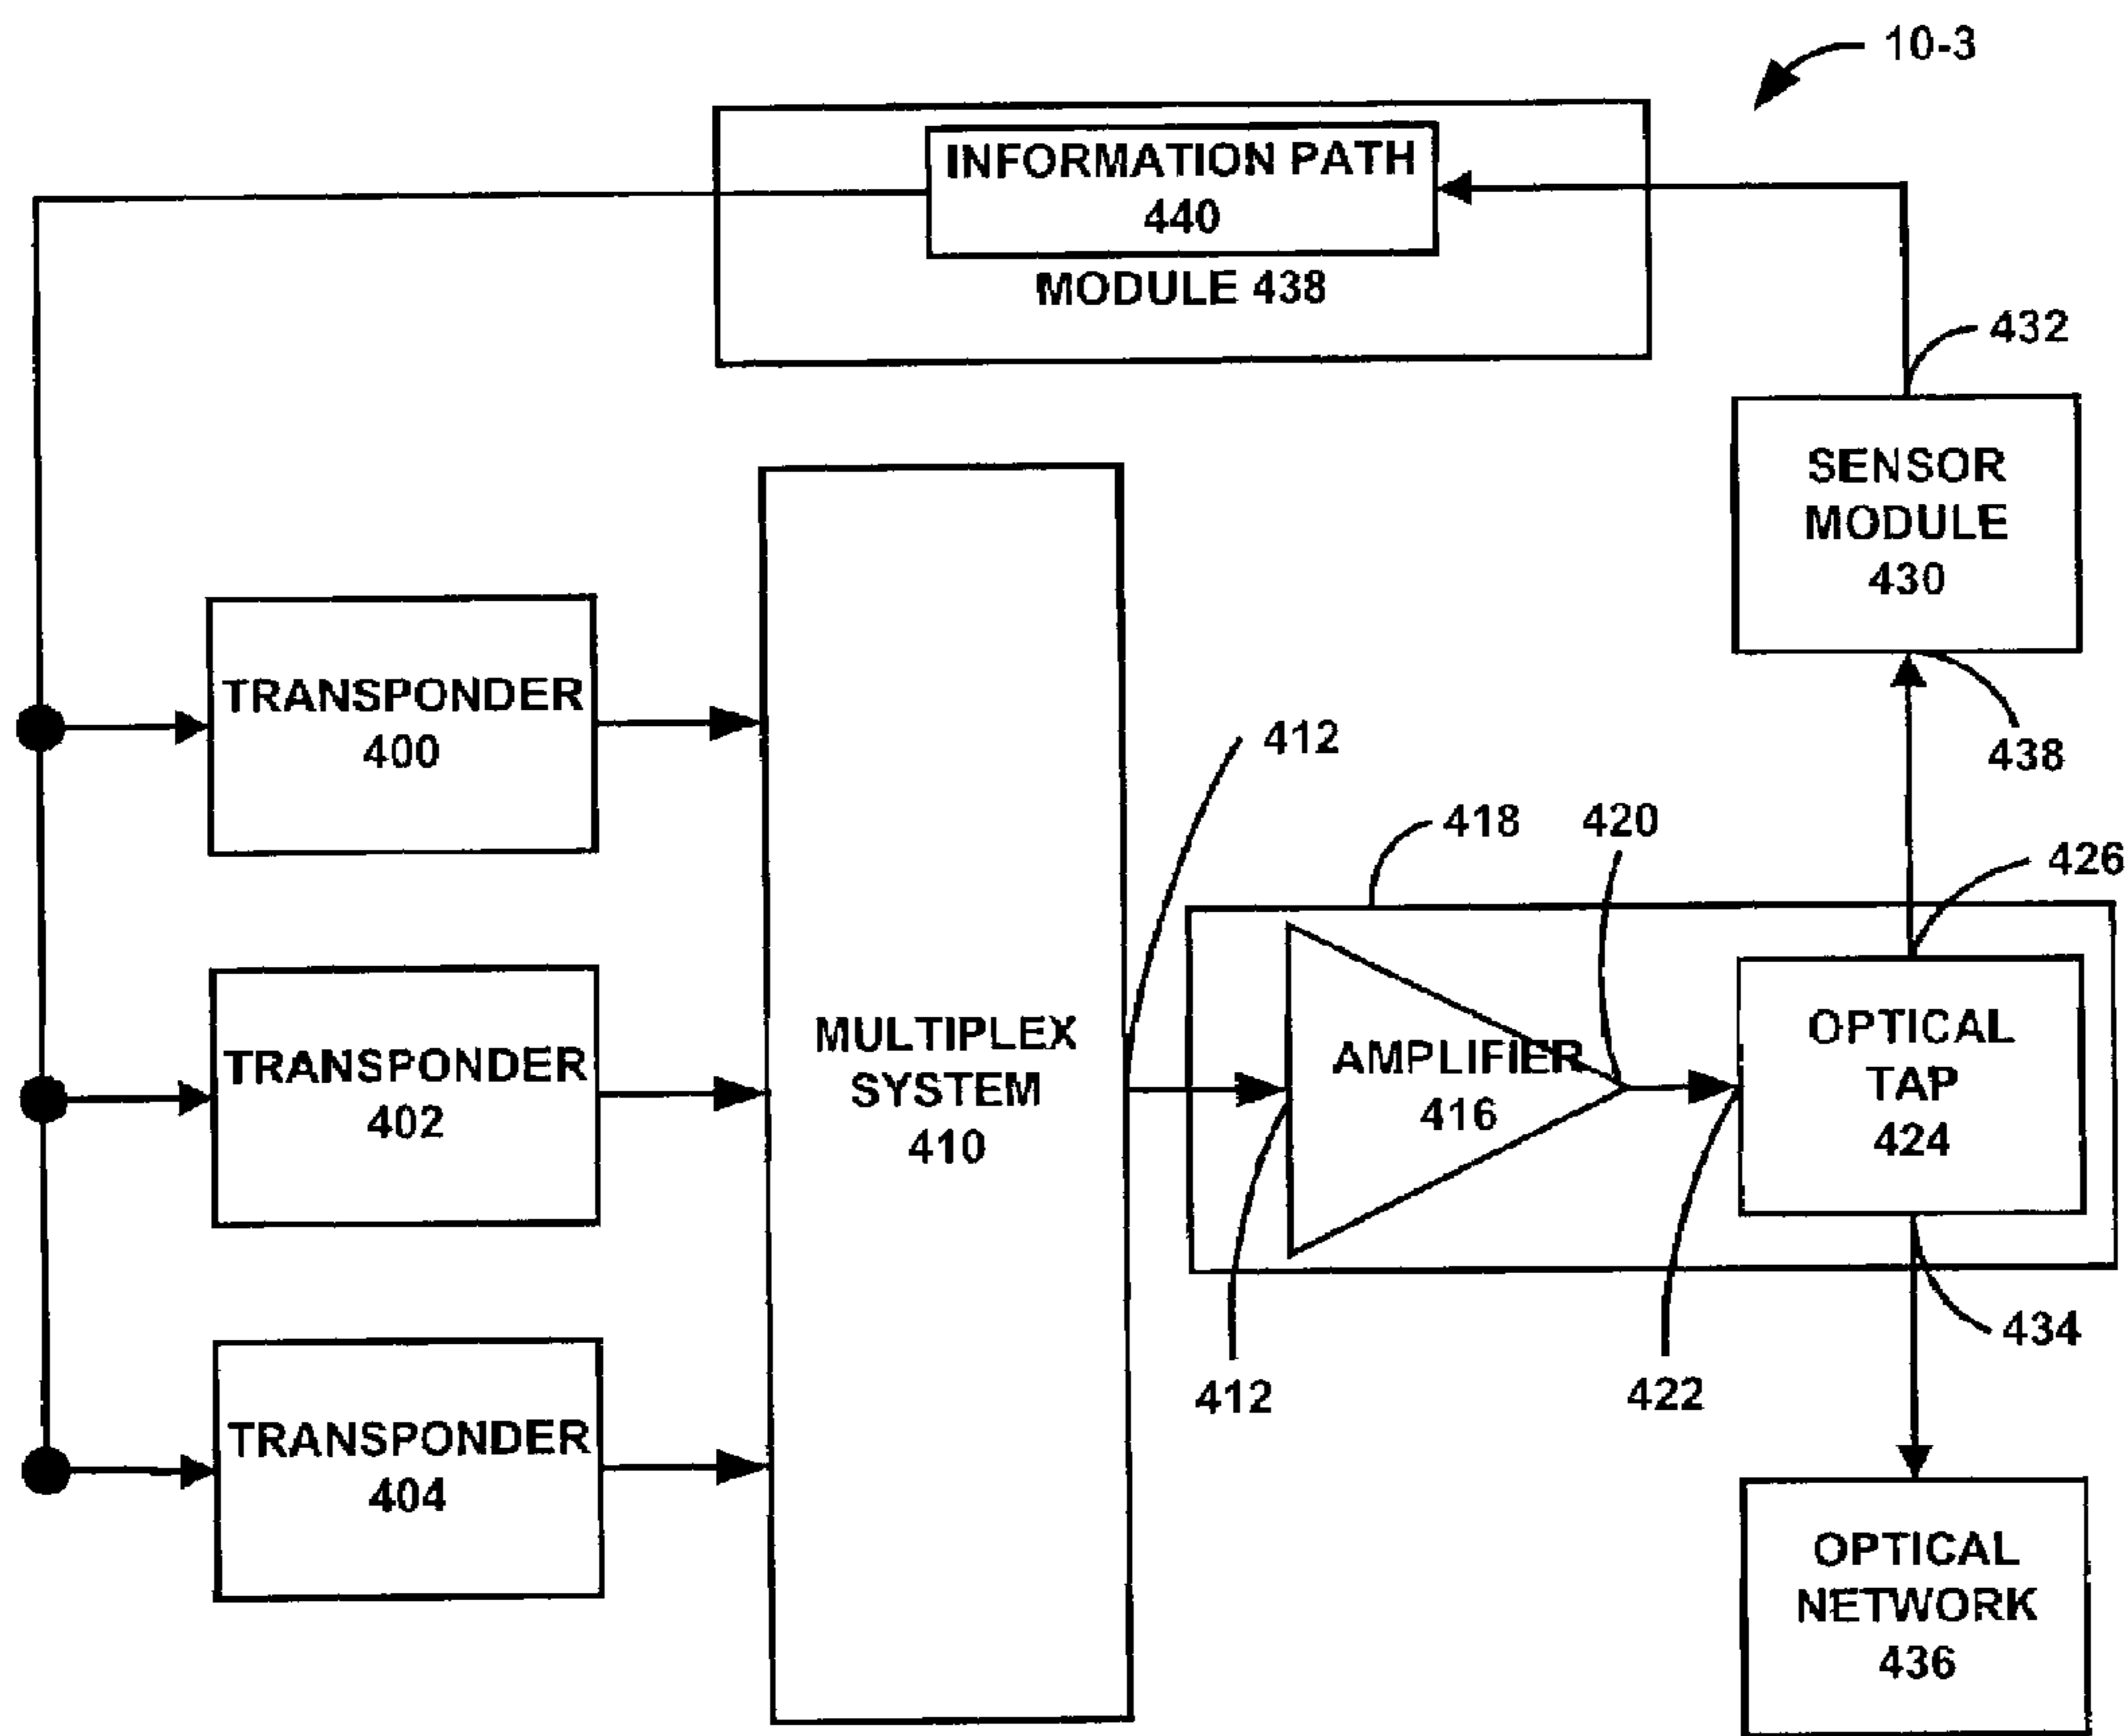 10-3
INFORMATION PATH
440
MODULE 438
432
SENSOR
MODULE
430
438
TRANSPONDER
400
412
418
420
426
TRANSPONDER
402
MULTIPLEX
SYSTEM
410
AMPLIFIER
416
OPTICAL
TAP
424
412
422
434
TRANSPONDER
404
OPTICAL
NETWORK
436